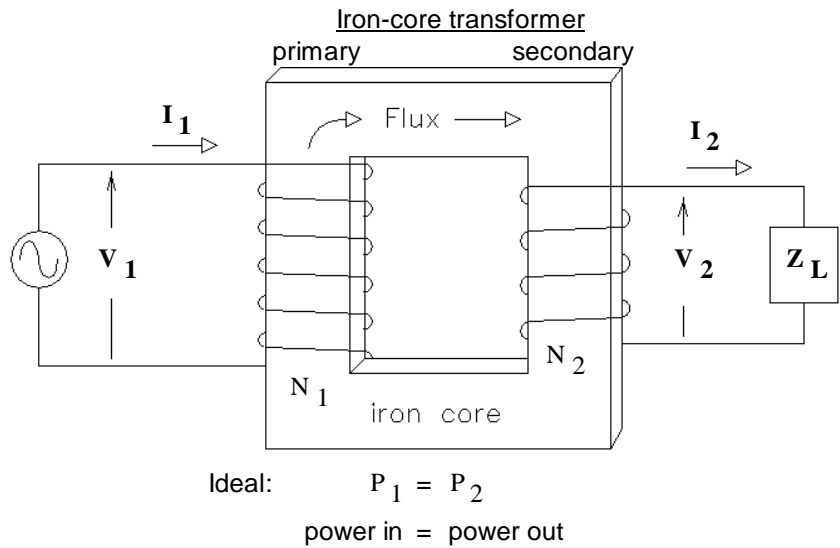 Iron-core transformer
primary secondary
I1 Flux I2
V1 V2 ZL
N1 N2
iron core
Ideal: P1 = P2
power in = power out